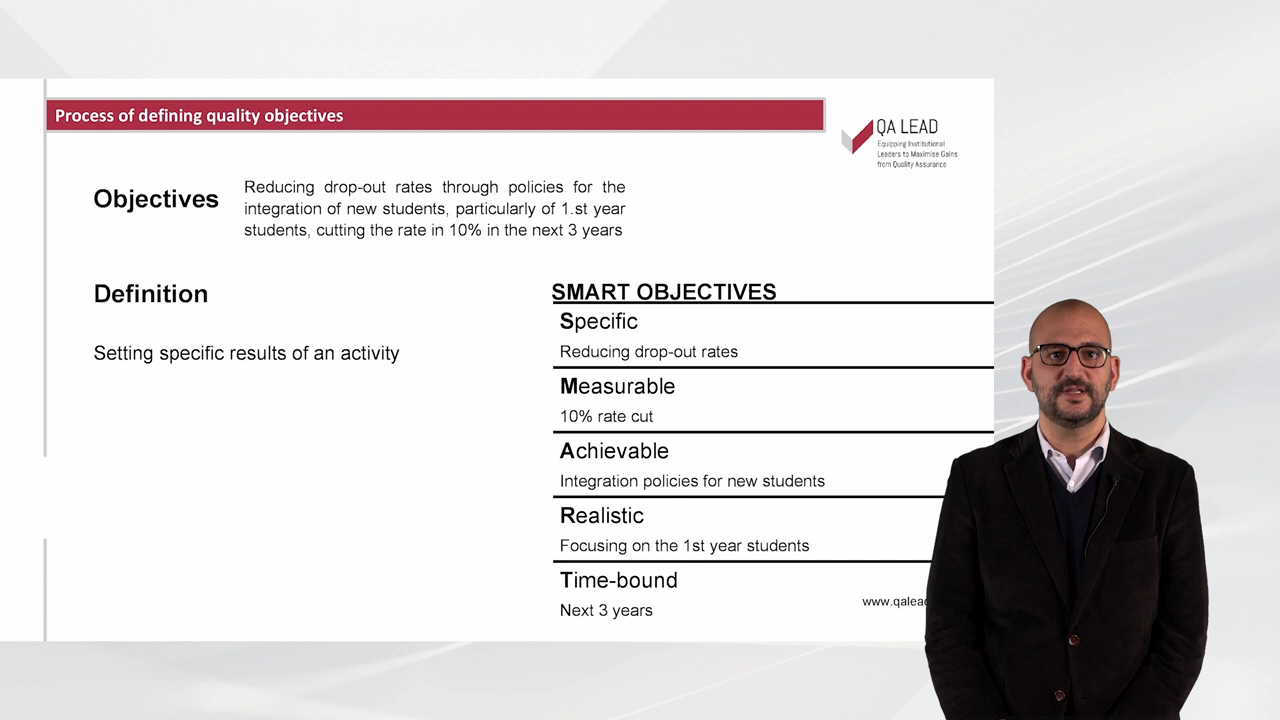 Process of defining quality objectives
QA LEAD
Equipping Institutional
Leaders to Maximise Gains
from Quality Assurance
Objectives
Reducing drop-out rates through policies for the
integration of new students, particularly of 1.st year
students, cutting the rate in 10% in the next 3 years
Definition
Setting specific results of an activity
SMART OBJECTIVES
Specific
Reducing drop-out rates
Measurable
10% rate cut
Achievable
Integration policies for new students
Realistic
Focusing on the 1st year students
Time-bound
Next 3 years